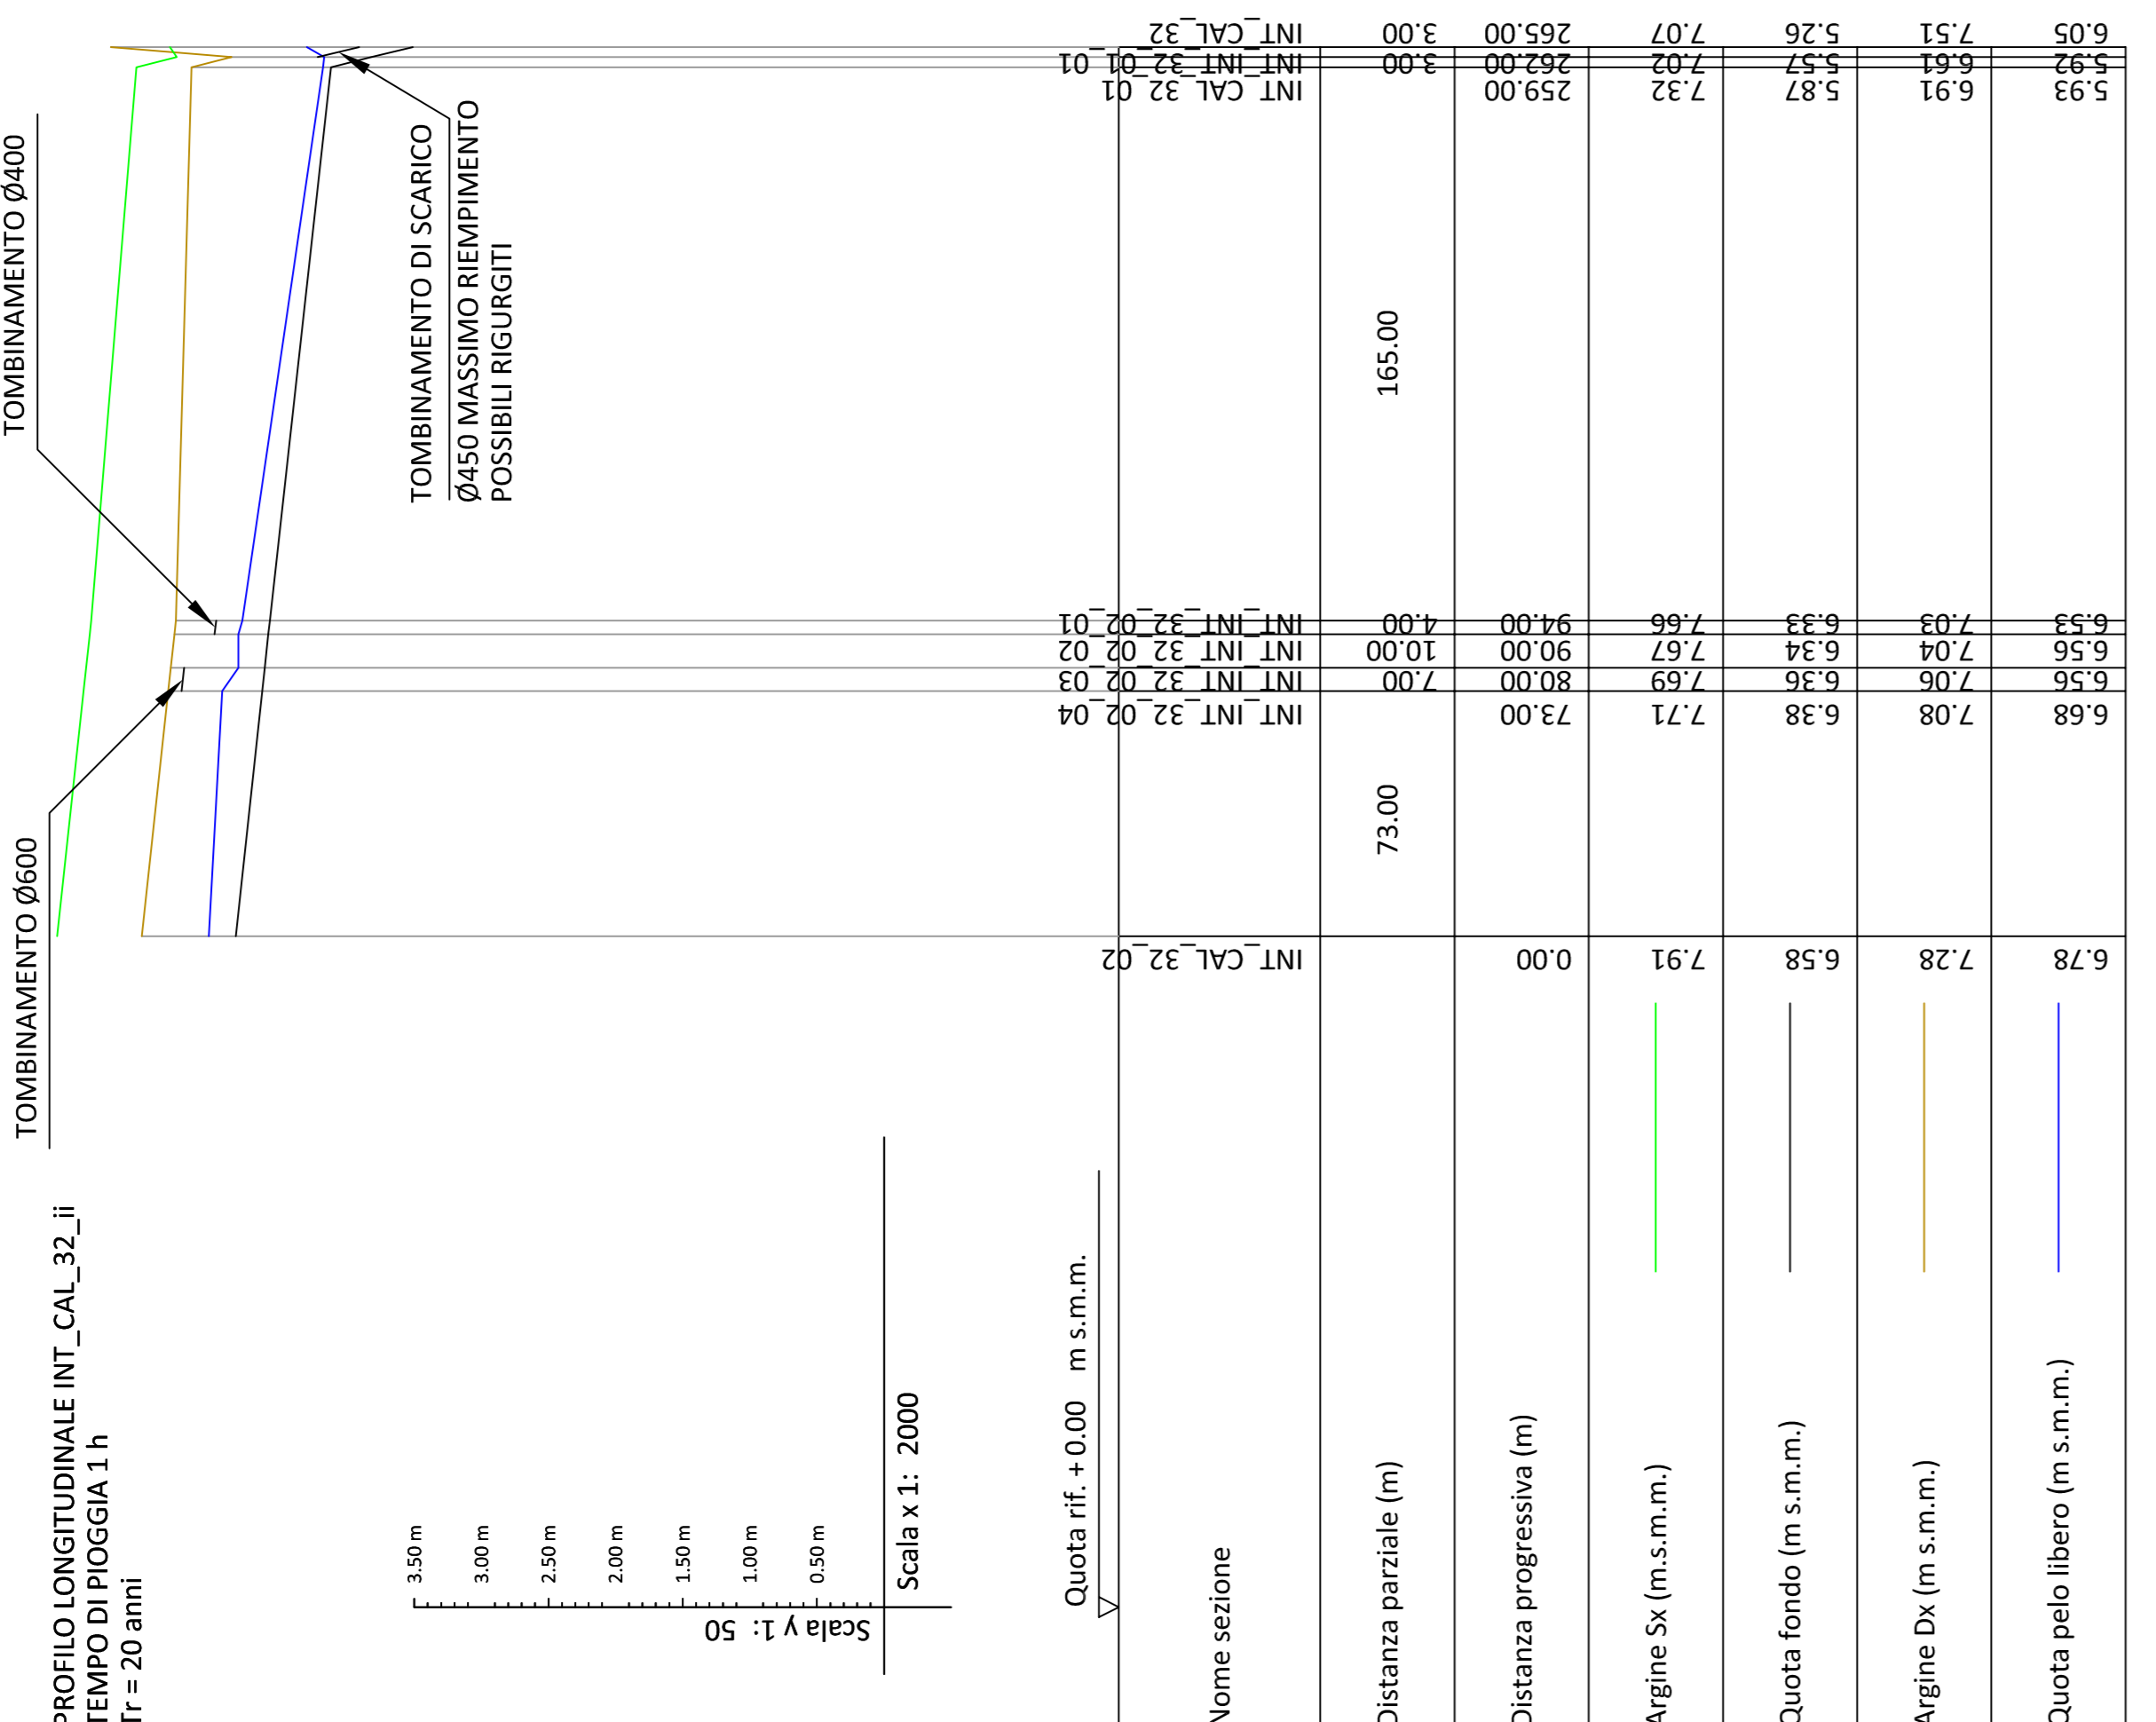 PROFILO LONGITUDINALE INT_CAL_32_ii
TEMPO DI PIOGGIA 1 h
Tr = 20 anni
TOMBINAMENTO Ø600
TOMBINAMENTO Ø400
TOMBINAMENTO DI SCARICO
Ø450 MASSIMO RIEMPIMENTO
POSSIBILI RIGURGITI
3.50 m
3.00 m
2.50 m
2.00 m
1.50 m
1.00 m
0.50 m
Scala y 1: 50
Scala x 1: 2000
Quota rif. +0.00 m s.m.m.
Nome sezione
INT_CAL_32_02
INT_INT_32_02_04
INT_INT_32_02_03
INT_INT_32_02_02
INT_INT_32_02_01
INT_CAL_32_01
INT_INT_32_01_01
INT_CAL_32
Distanza parziale (m)
73.00
7.00
10.00
4.00
165.00
3.00
3.00
Distanza progressiva (m)
0.00
73.00
80.00
90.00
94.00
259.00
262.00
265.00
Argine Sx (m.s.m.m.)
7.91
7.71
7.69
7.67
7.66
7.32
7.02
7.07
Quota fondo (m s.m.m.)
6.58
6.38
6.36
6.34
6.33
5.87
5.57
5.26
Argine Dx (m s.m.m.)
7.28
7.08
7.06
7.04
7.03
6.91
6.61
7.51
Quota pelo libero (m s.m.m.)
6.78
6.68
6.56
6.56
6.53
5.93
5.92
6.05